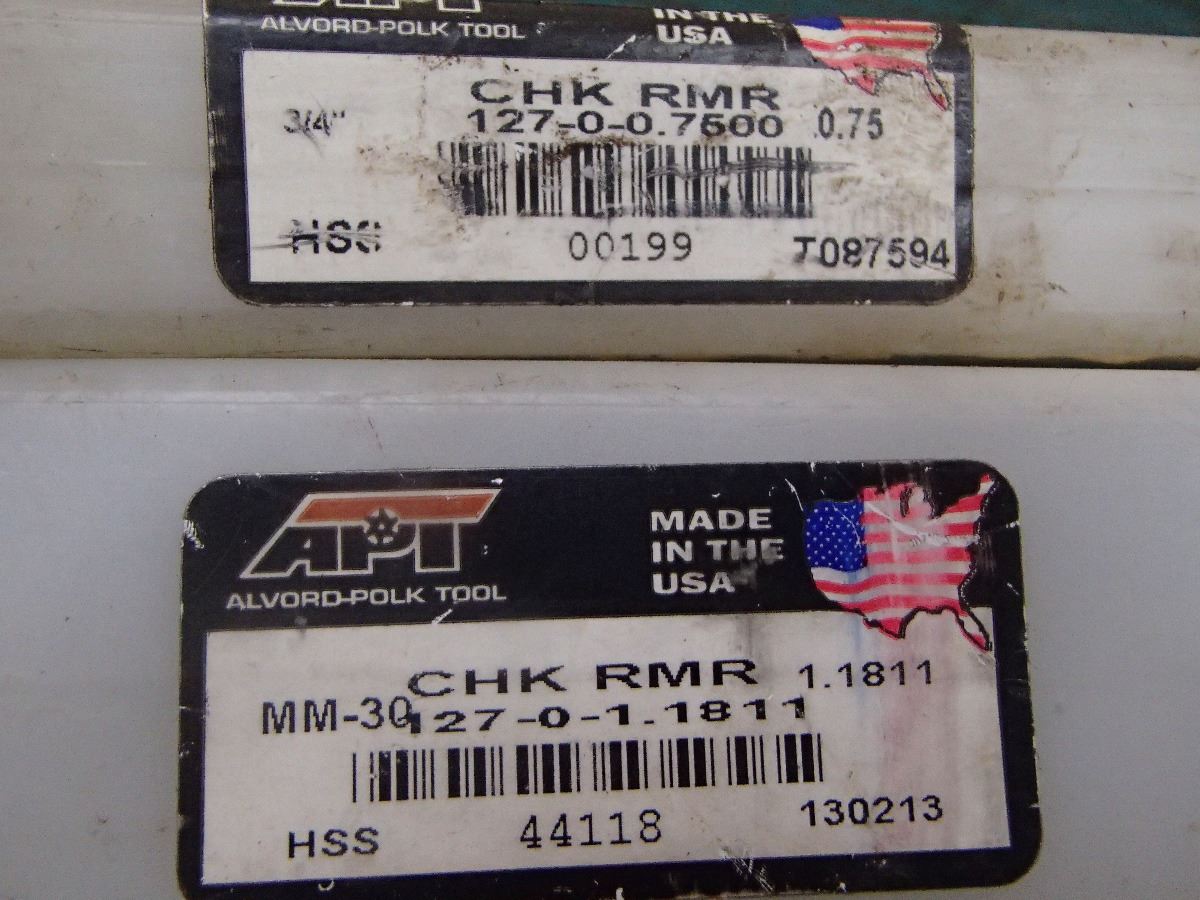 APT
ALVORD-POLK TOOL
IN THE
USA
CHK RMR
3/4" 127-0-0.7500 0.75
HSS 00199 T087594
APT
ALVORD-POLK TOOL
MADE
IN THE
USA
CHK RMR 1.1811
MM-30 127-0-1.1811
HSS 44118 130213